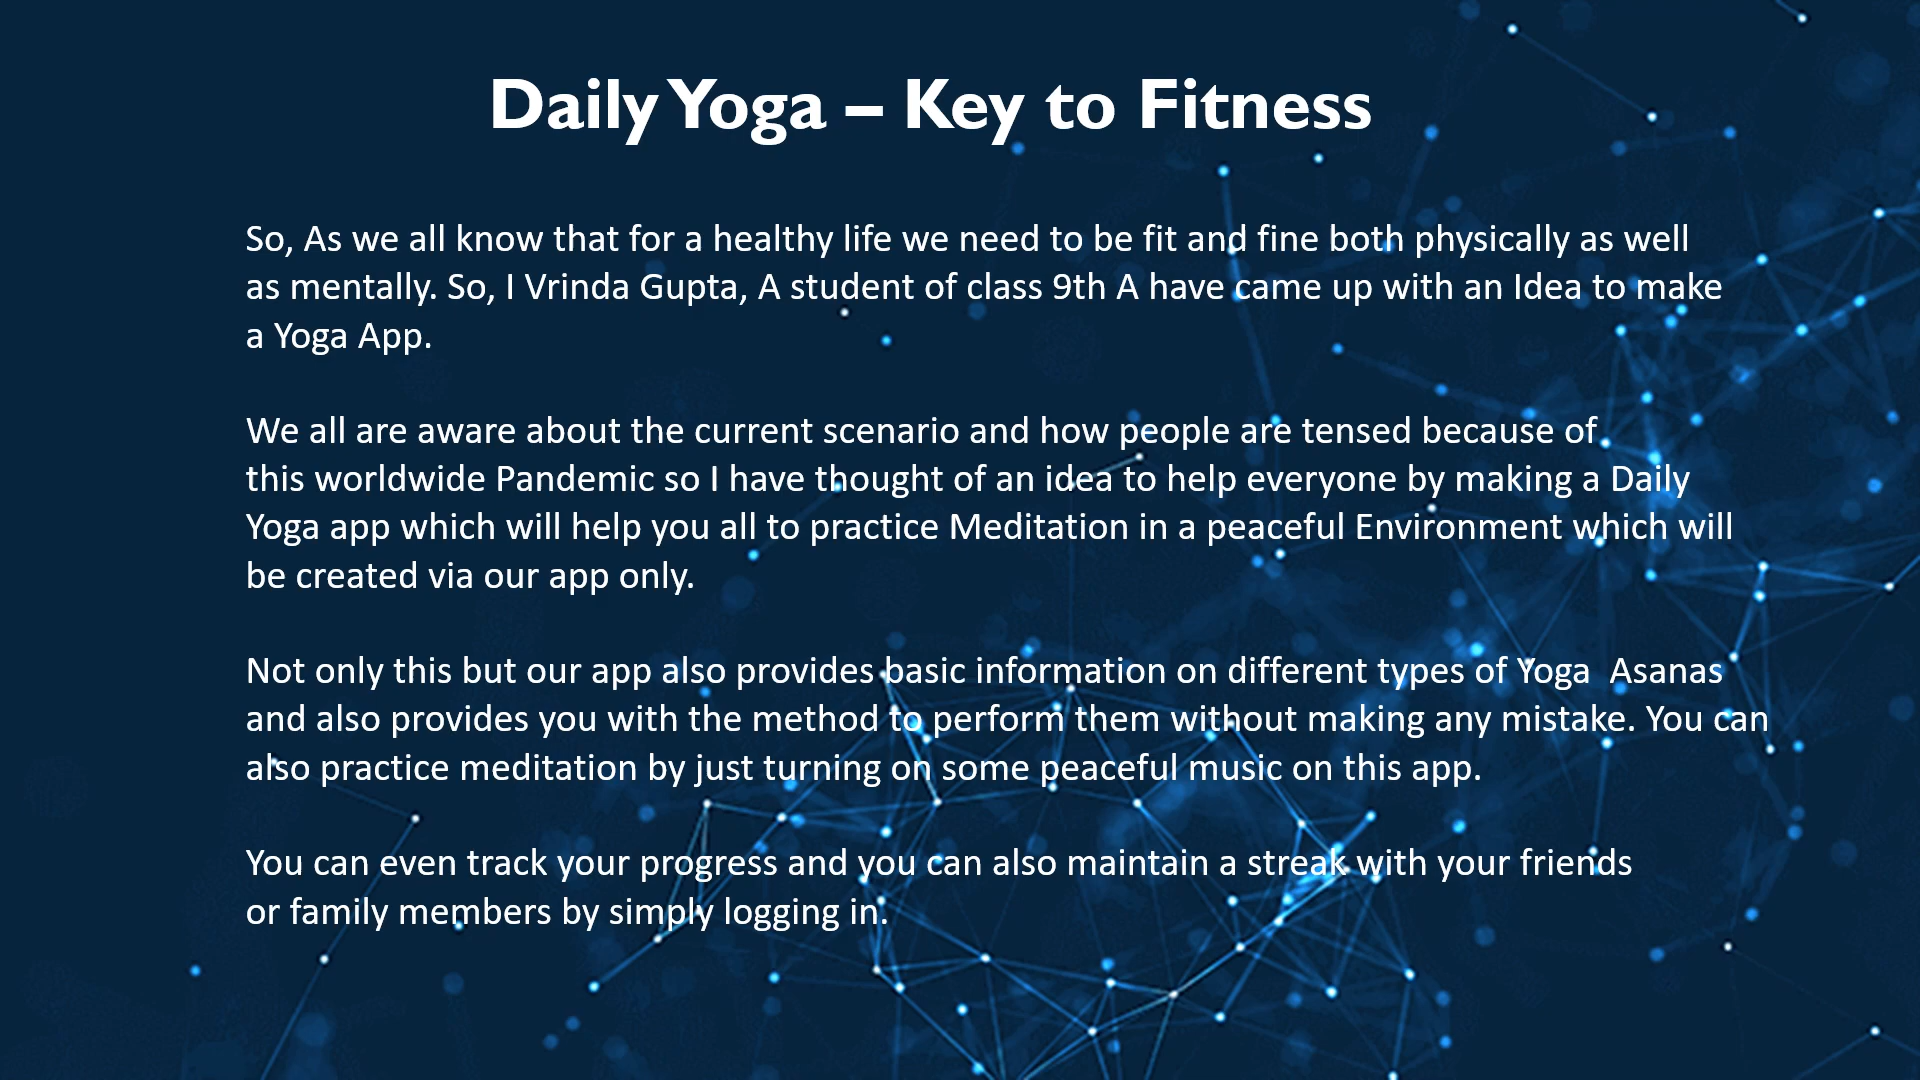 Daily Yoga – Key to Fitness
So, As we all know that for a healthy life we need to be fit and fine both physically as well
as mentally. So, I Vrinda Gupta, A student of class 9th A have came up with an Idea to make
a Yoga App.
We all are aware about the current scenario and how people are tensed because of
this worldwide Pandemic so I have thought of an idea to help everyone by making a Daily
Yoga app which will help you all to practice Meditation in a peaceful Environment which will
be created via our app only.
Not only this but our app also provides basic information on different types of Yoga  Asanas
and also provides you with the method to perform them without making any mistake. You can
also practice meditation by just turning on some peaceful music on this app.
You can even track your progress and you can also maintain a streak with your friends
or family members by simply logging in.